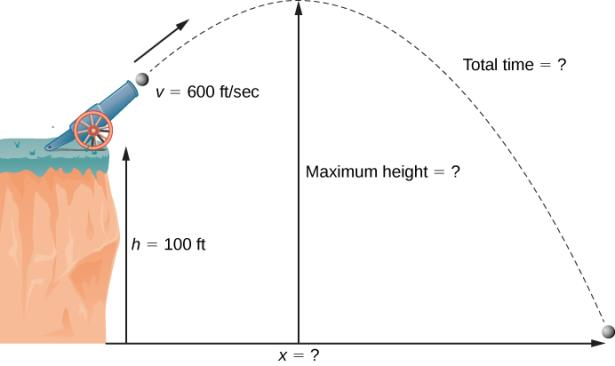 Total time = ?
v = 600 ft/sec
Maximum height = ?
h = 100 ft
x = ?